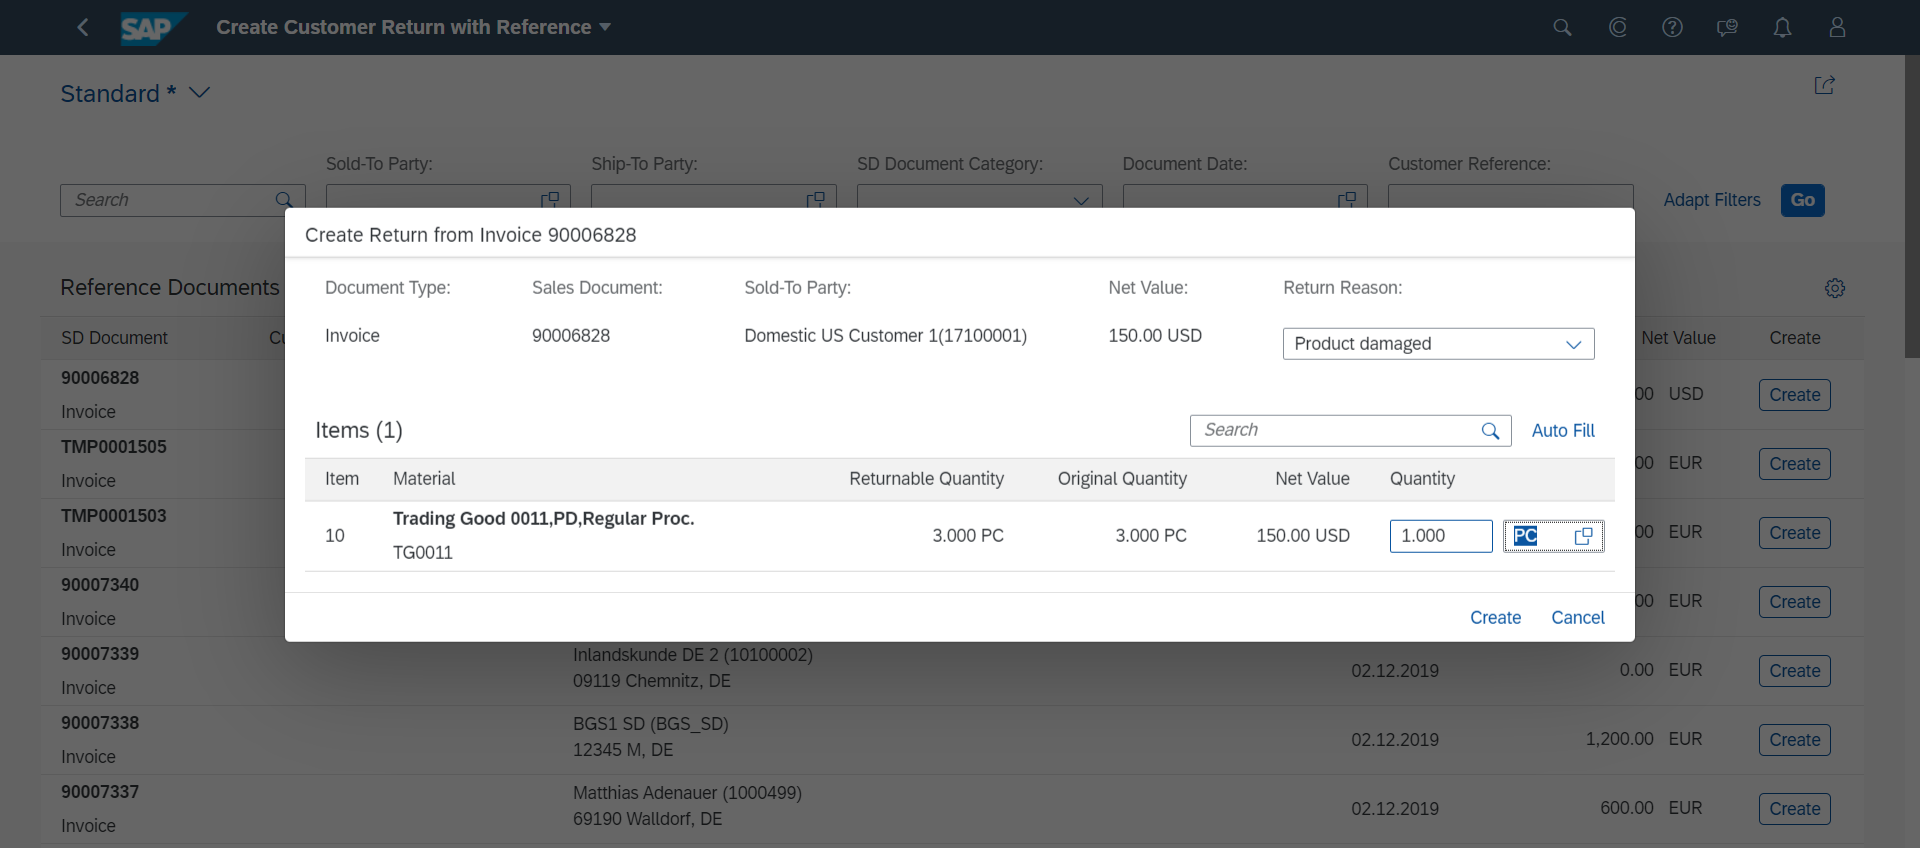 SAP
Create Customer Return with Reference
Standard *
Sold-To Party:
Ship-To Party:
SD Document Category:
Document Date:
Customer Reference:
Search
Adapt Filters
Go
Create Return from Invoice 90006828
Document Type:
Sales Document:
Sold-To Party:
Net Value:
Return Reason:
Invoice
90006828
Domestic US Customer 1(17100001)
150.00 USD
Product damaged
Items (1)
Search
Auto Fill
Item
Material
Returnable Quantity
Original Quantity
Net Value
Quantity
10
Trading Good 0011,PD,Regular Proc.
TG0011
3.000 PC
3.000 PC
150.00 USD
1.000
PC
Create
Cancel
Reference Documents
SD Document
Net Value
Create
90006828
Invoice
USD
Create
TMP0001505
Invoice
EUR
Create
TMP0001503
Invoice
EUR
Create
90007340
Invoice
EUR
Create
90007339
Invoice
Inlandskunde DE 2 (10100002)
09119 Chemnitz, DE
02.12.2019
0.00 EUR
Create
90007338
Invoice
BGS1 SD (BGS_SD)
12345 M, DE
02.12.2019
1,200.00 EUR
Create
90007337
Invoice
Matthias Adenauer (1000499)
69190 Walldorf, DE
02.12.2019
600.00 EUR
Create